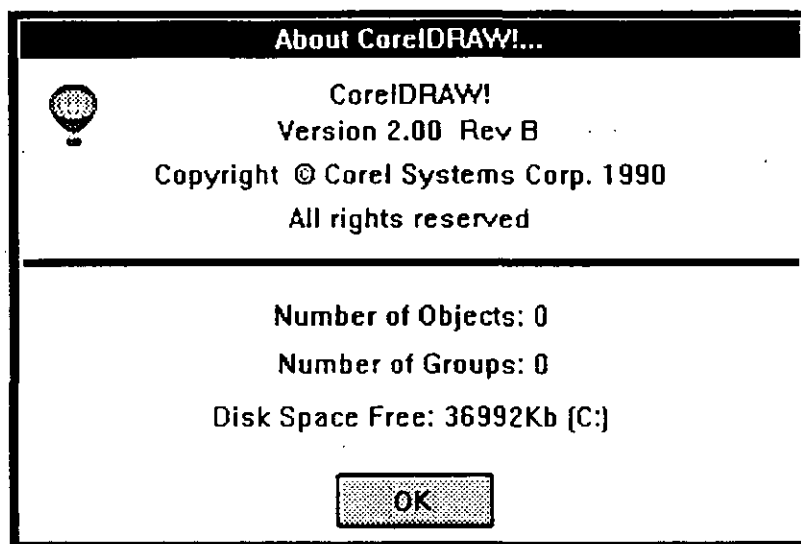 About CorelDRAW!...
CorelDRAW!
Version 2.00 Rev B
Copyright © Corel Systems Corp. 1990
All rights reserved
Number of Objects: 0
Number of Groups: 0
Disk Space Free: 36992Kb (C:)
OK